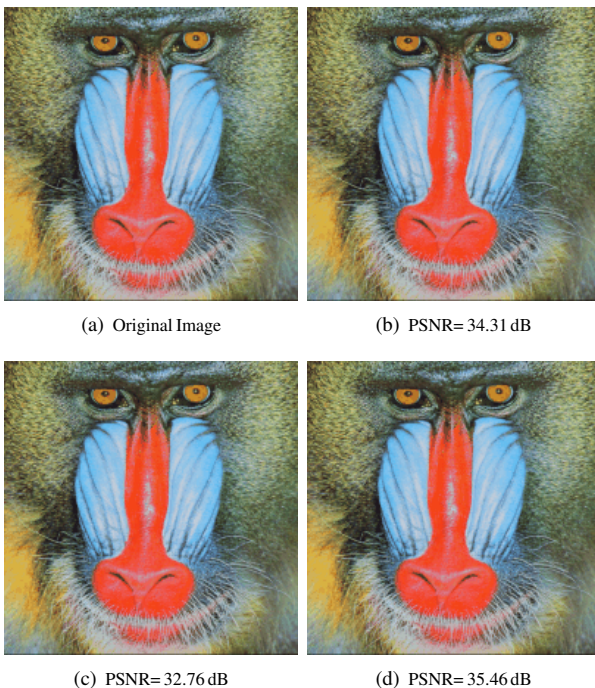 (a) Original Image
(b) PSNR= 34.31 dB
(c) PSNR= 32.76 dB
(d) PSNR= 35.46 dB